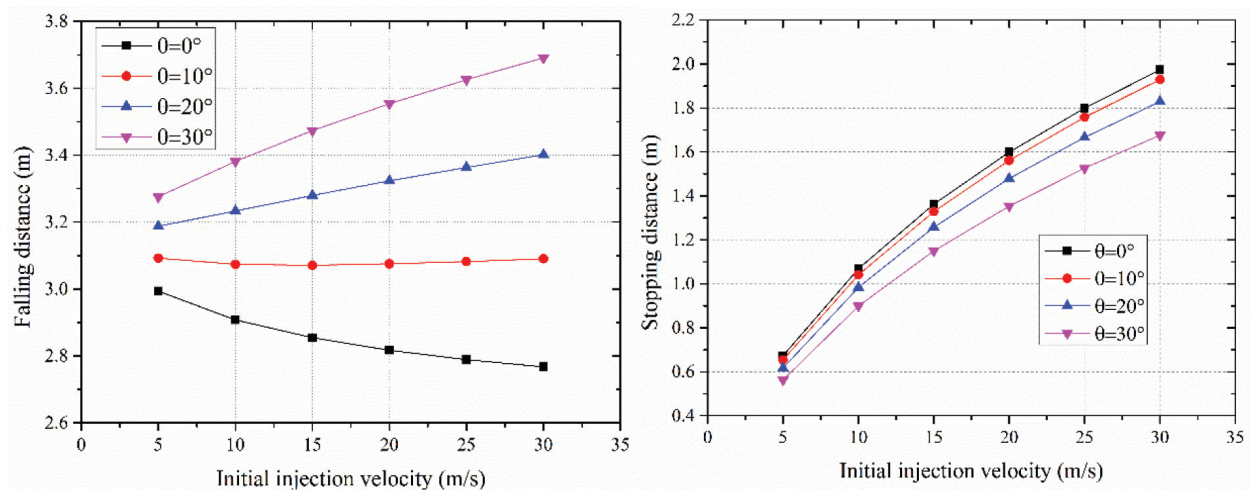 3.8
3.6
3.4
3.2
3.0
2.8
2.6
Falling distance (m)
θ=0°
θ=10°
θ=20°
θ=30°
0 5 10 15 20 25 30 35
Initial injection velocity (m/s)
2.2
2.0
1.8
1.6
1.4
1.2
1.0
0.8
0.6
0.4
Stopping distance (m)
θ=0°
θ=10°
θ=20°
θ=30°
0 5 10 15 20 25 30 35
Initial injection velocity (m/s)